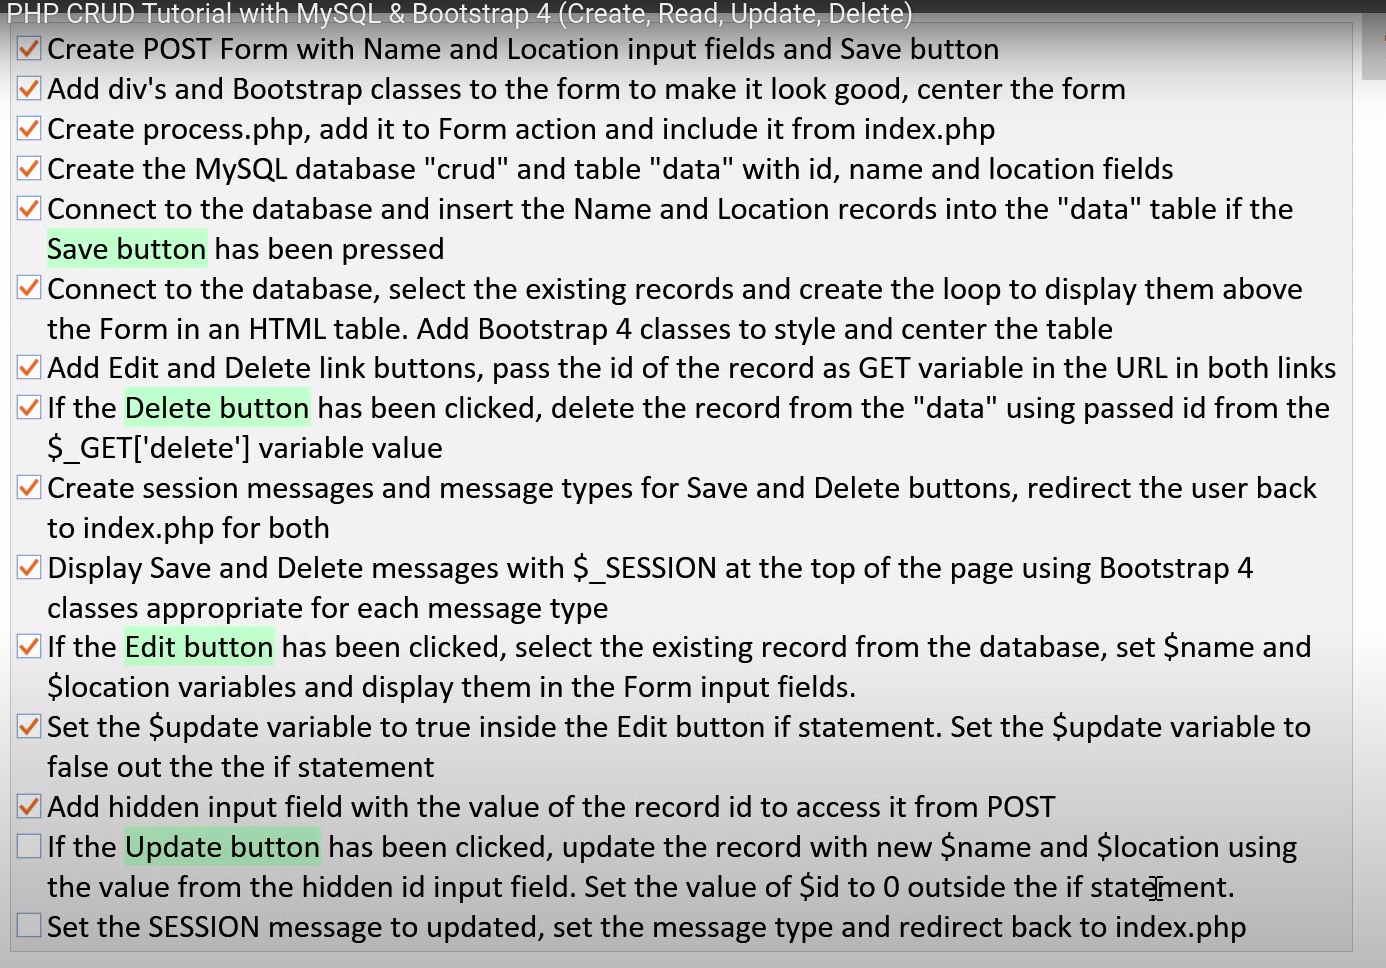 PHP CRUD Tutorial with MySQL & Bootstrap 4 (Create, Read, Update, Delete)
Create POST Form with Name and Location input fields and Save button
Add div's and Bootstrap classes to the form to make it look good, center the form
Create process.php, add it to Form action and include it from index.php
Create the MySQL database "crud" and table "data" with id, name and location fields
Connect to the database and insert the Name and Location records into the "data" table if the
Save button has been pressed
Connect to the database, select the existing records and create the loop to display them above
the Form in an HTML table. Add Bootstrap 4 classes to style and center the table
Add Edit and Delete link buttons, pass the id of the record as GET variable in the URL in both links
If the Delete button has been clicked, delete the record from the "data" using passed id from the
$_GET['delete'] variable value
Create session messages and message types for Save and Delete buttons, redirect the user back
to index.php for both
Display Save and Delete messages with $_SESSION at the top of the page using Bootstrap 4
classes appropriate for each message type
If the Edit button has been clicked, select the existing record from the database, set $name and
$location variables and display them in the Form input fields.
Set the $update variable to true inside the Edit button if statement. Set the $update variable to
false out the the if statement
Add hidden input field with the value of the record id to access it from POST
If the Update button has been clicked, update the record with new $name and $location using
the value from the hidden id input field. Set the value of $id to 0 outside the if statement.
Set the SESSION message to updated, set the message type and redirect back to index.php